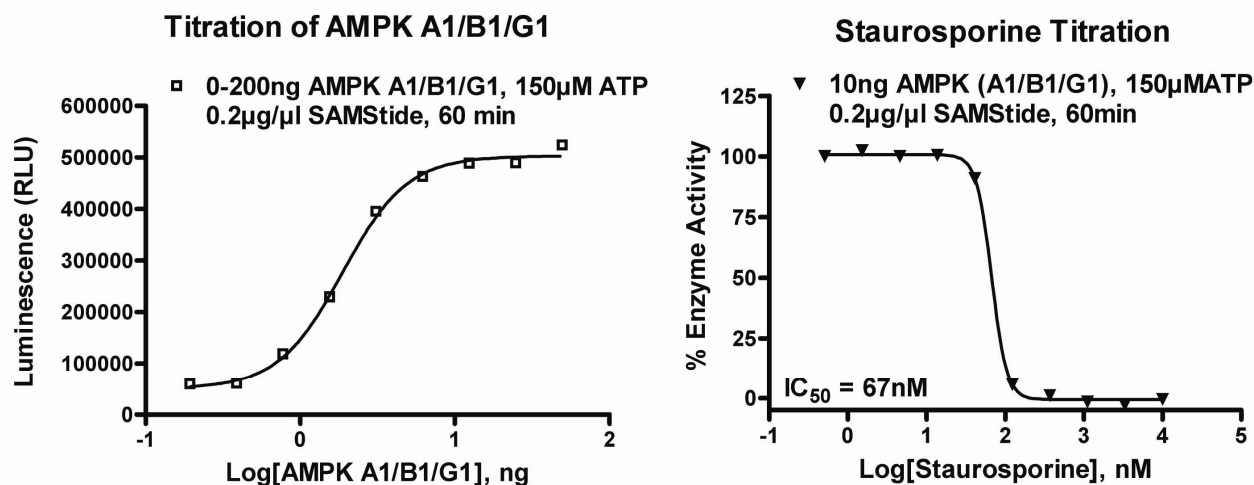 Titration of AMPK A1/B1/G1
0-200ng AMPK A1/B1/G1, 150µM ATP
0.2µg/µl SAMStide, 60 min
600000
500000
400000
300000
200000
100000
0
Luminescence (RLU)
-1
0
1
2
Log[AMPK A1/B1/G1], ng
Staurosporine Titration
10ng AMPK (A1/B1/G1), 150µMATP
0.2µg/µl SAMStide, 60min
125
100
75
50
25
0
% Enzyme Activity
IC50 = 67nM
-1
0
1
2
3
4
5
Log[Staurosporine], nM